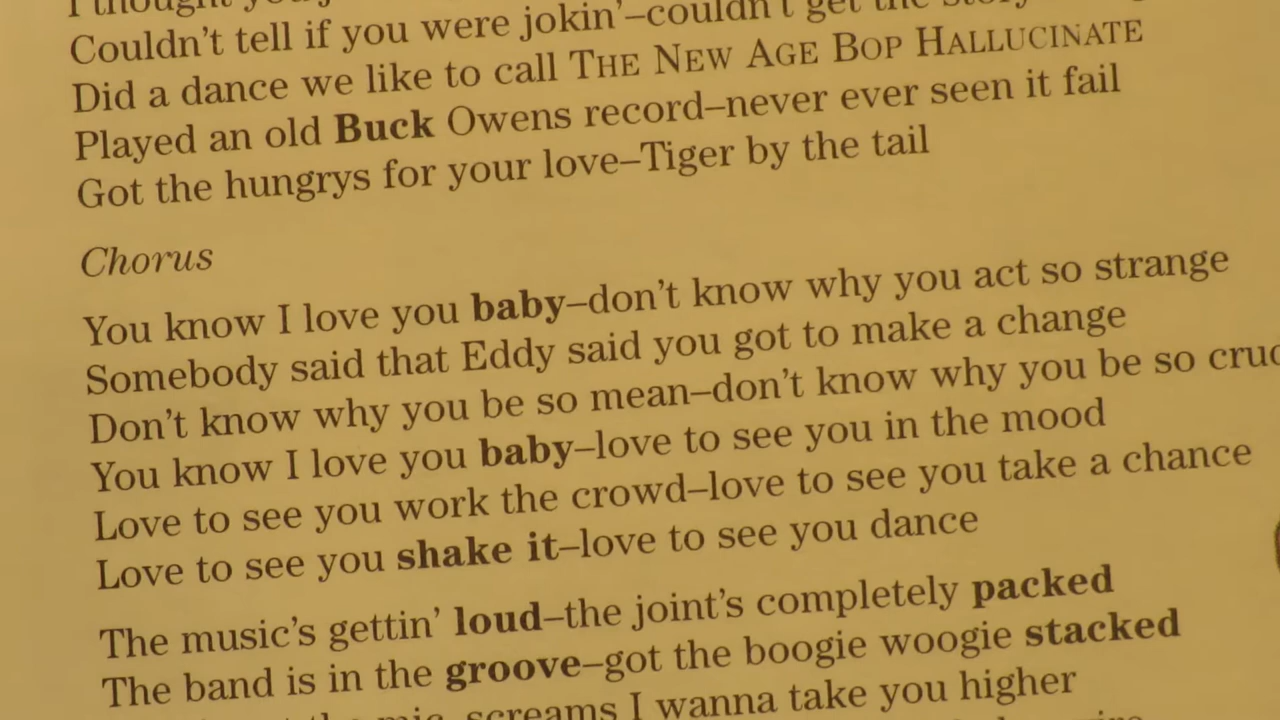 I thought you
Couldn't tell if you were jokin'–couldn't get the story
Did a dance we like to call THE NEW AGE BOP HALLUCINATE
Played an old Buck Owens record–never ever seen it fail
Got the hungrys for your love–Tiger by the tail
Chorus
You know I love you baby–don't know why you act so strange
Somebody said that Eddy said you got to make a change
Don't know why you be so mean–don't know why you be so
You know I love you baby–love to see you in the mood
Love to see you work the crowd–love to see you take a chance
Love to see you shake it–love to see you dance
The music's gettin' loud–the joint's completely packed
The band is in the groove–got the boogie woogie stacked
the mic, screams I wanna take you higher